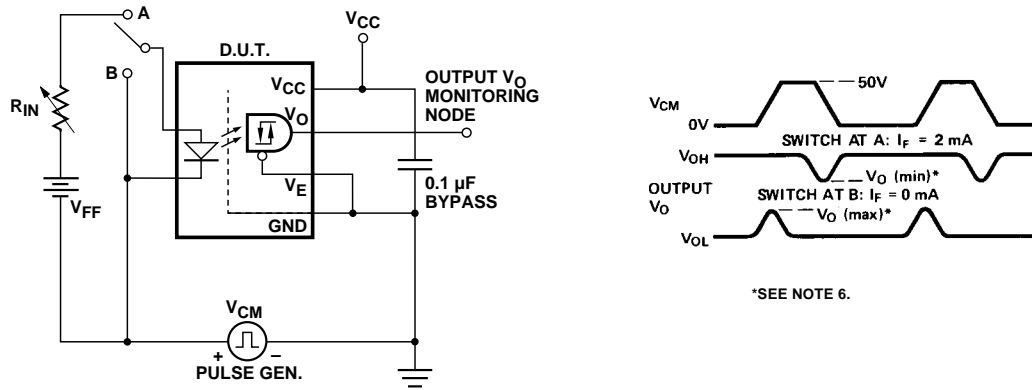 A
V_CC
D.U.T.
B
V_CC
OUTPUT V_O
MONITORING
NODE
R_IN
V_O
V_E
0.1 µF
BYPASS
V_FF
GND
V_CM
+ –
PULSE GEN.
50V
V_CM
0V
SWITCH AT A: I_F = 2 mA
V_OH
V_O (min)*
OUTPUT
V_O
SWITCH AT B: I_F = 0 mA
V_O (max)*
V_OL
*SEE NOTE 6.